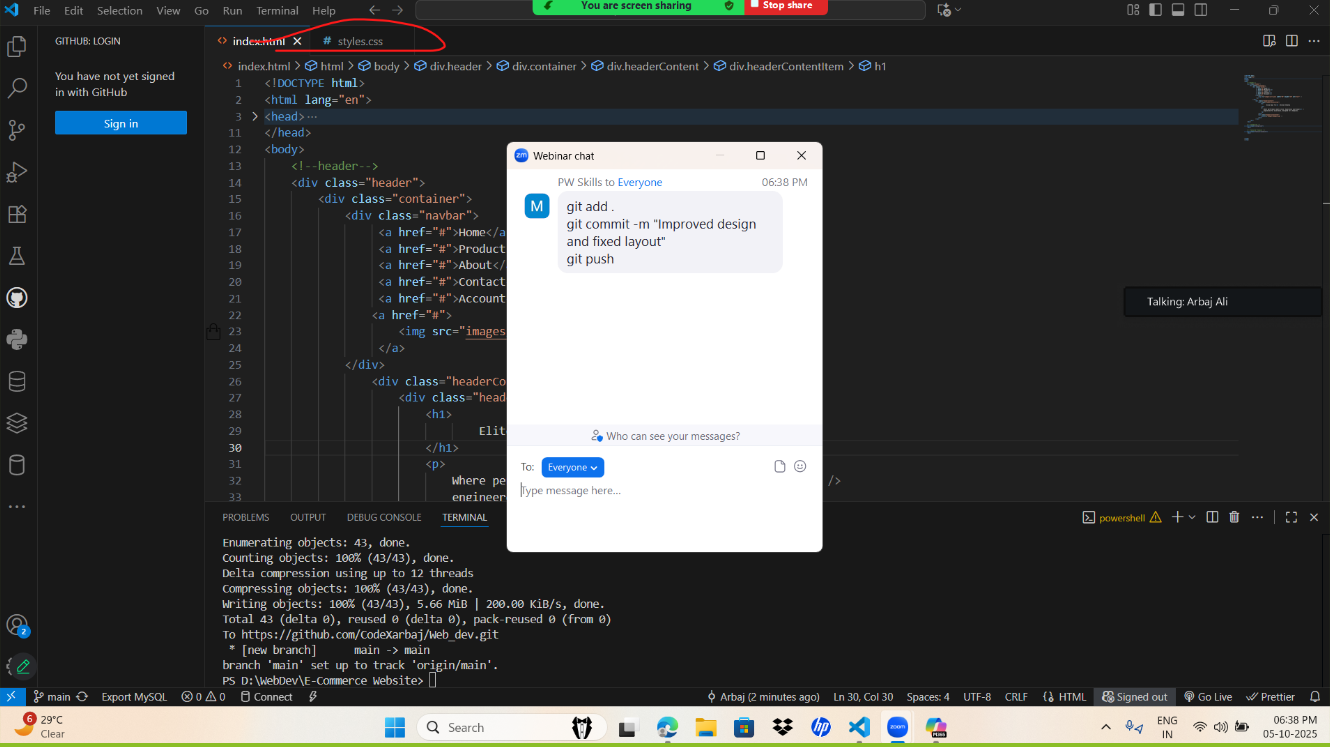 File Edit Selection View Go Run Terminal Help
You are screen sharing Stop share
GITHUB: LOGIN
You have not yet signed
in with GitHub
Sign in
index.html
# styles.css
index.html > html > body > div.header > div.container > div.headerContent > div.headerContentItem > h1
1 <!DOCTYPE html>
2 <html lang="en">
3 <head>…
11 </head>
12 <body>
13 <!--header-->
14 <div class="header">
15 <div class="container">
16 <div class="navbar">
17 <a href="#">Home</a
18 <a href="#">Product
19 <a href="#">About</
20 <a href="#">Contact
21 <a href="#">Account
22 <a href="#">
23 <img src="images
24 </a>
25 </div>
26 <div class="headerCo
27 <div class="head
28 <h1>
29 Elit
30 </h1>
31 <p>
32 Where pe />
33 engineer
zm Webinar chat
PW Skills to Everyone 06:38 PM
M
git add .
git commit -m "Improved design
and fixed layout"
git push
Who can see your messages?
To: Everyone
Type message here...
Talking: Arbaj Ali
PROBLEMS OUTPUT DEBUG CONSOLE TERMINAL
powershell
Enumerating objects: 43, done.
Counting objects: 100% (43/43), done.
Delta compression using up to 12 threads
Compressing objects: 100% (43/43), done.
Writing objects: 100% (43/43), 5.66 MiB | 200.00 KiB/s, done.
Total 43 (delta 0), reused 0 (delta 0), pack-reused 0 (from 0)
To https://github.com/CodeXarbaj/Web_dev.git
* [new branch] main -> main
branch 'main' set up to track 'origin/main'.
PS D:\WebDev\E-Commerce Website>
2
main Export MySQL 0 0 Connect Arbaj (2 minutes ago) Ln 30, Col 30 Spaces: 4 UTF-8 CRLF {} HTML Signed out Go Live Prettier
6
29°C
Clear
Search
hp
zoom
M365
ENG
IN
06:38 PM
05-10-2025